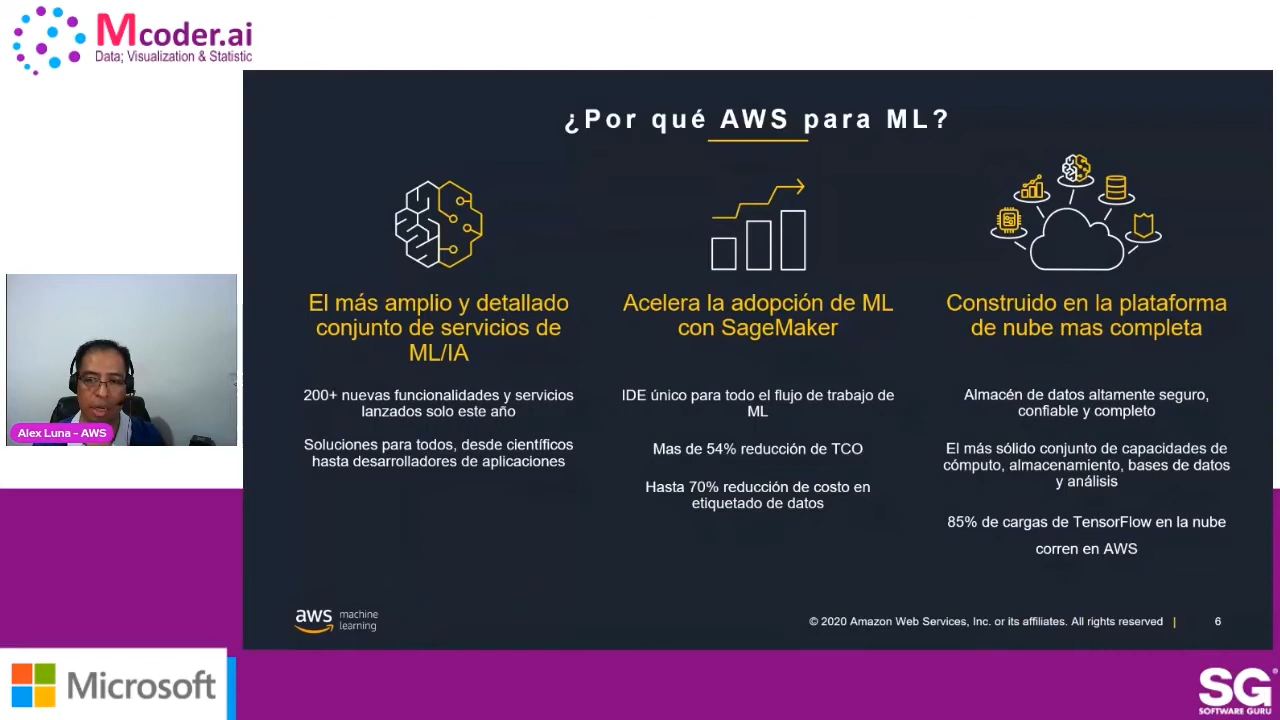 Mcoder.ai
Data; Visualization & Statistic
¿Por qué AWS para ML?
El más amplio y detallado
conjunto de servicios de
ML/IA
200+ nuevas funcionalidades y servicios
lanzados solo este año
Soluciones para todos, desde científicos
hasta desarrolladores de aplicaciones
Acelera la adopción de ML
con SageMaker
IDE único para todo el flujo de trabajo de
ML
Mas de 54% reducción de TCO
Hasta 70% reducción de costo en
etiquetado de datos
Construido en la plataforma
de nube mas completa
Almacén de datos altamente seguro,
confiable y completo
El más sólido conjunto de capacidades de
cómputo, almacenamiento, bases de datos
y análisis
85% de cargas de TensorFlow en la nube
corren en AWS
Alex Luna - AWS
aws machine
learning
© 2020 Amazon Web Services, Inc. or its affiliates. All rights reserved | 6
Microsoft
SG
SOFTWARE GURU